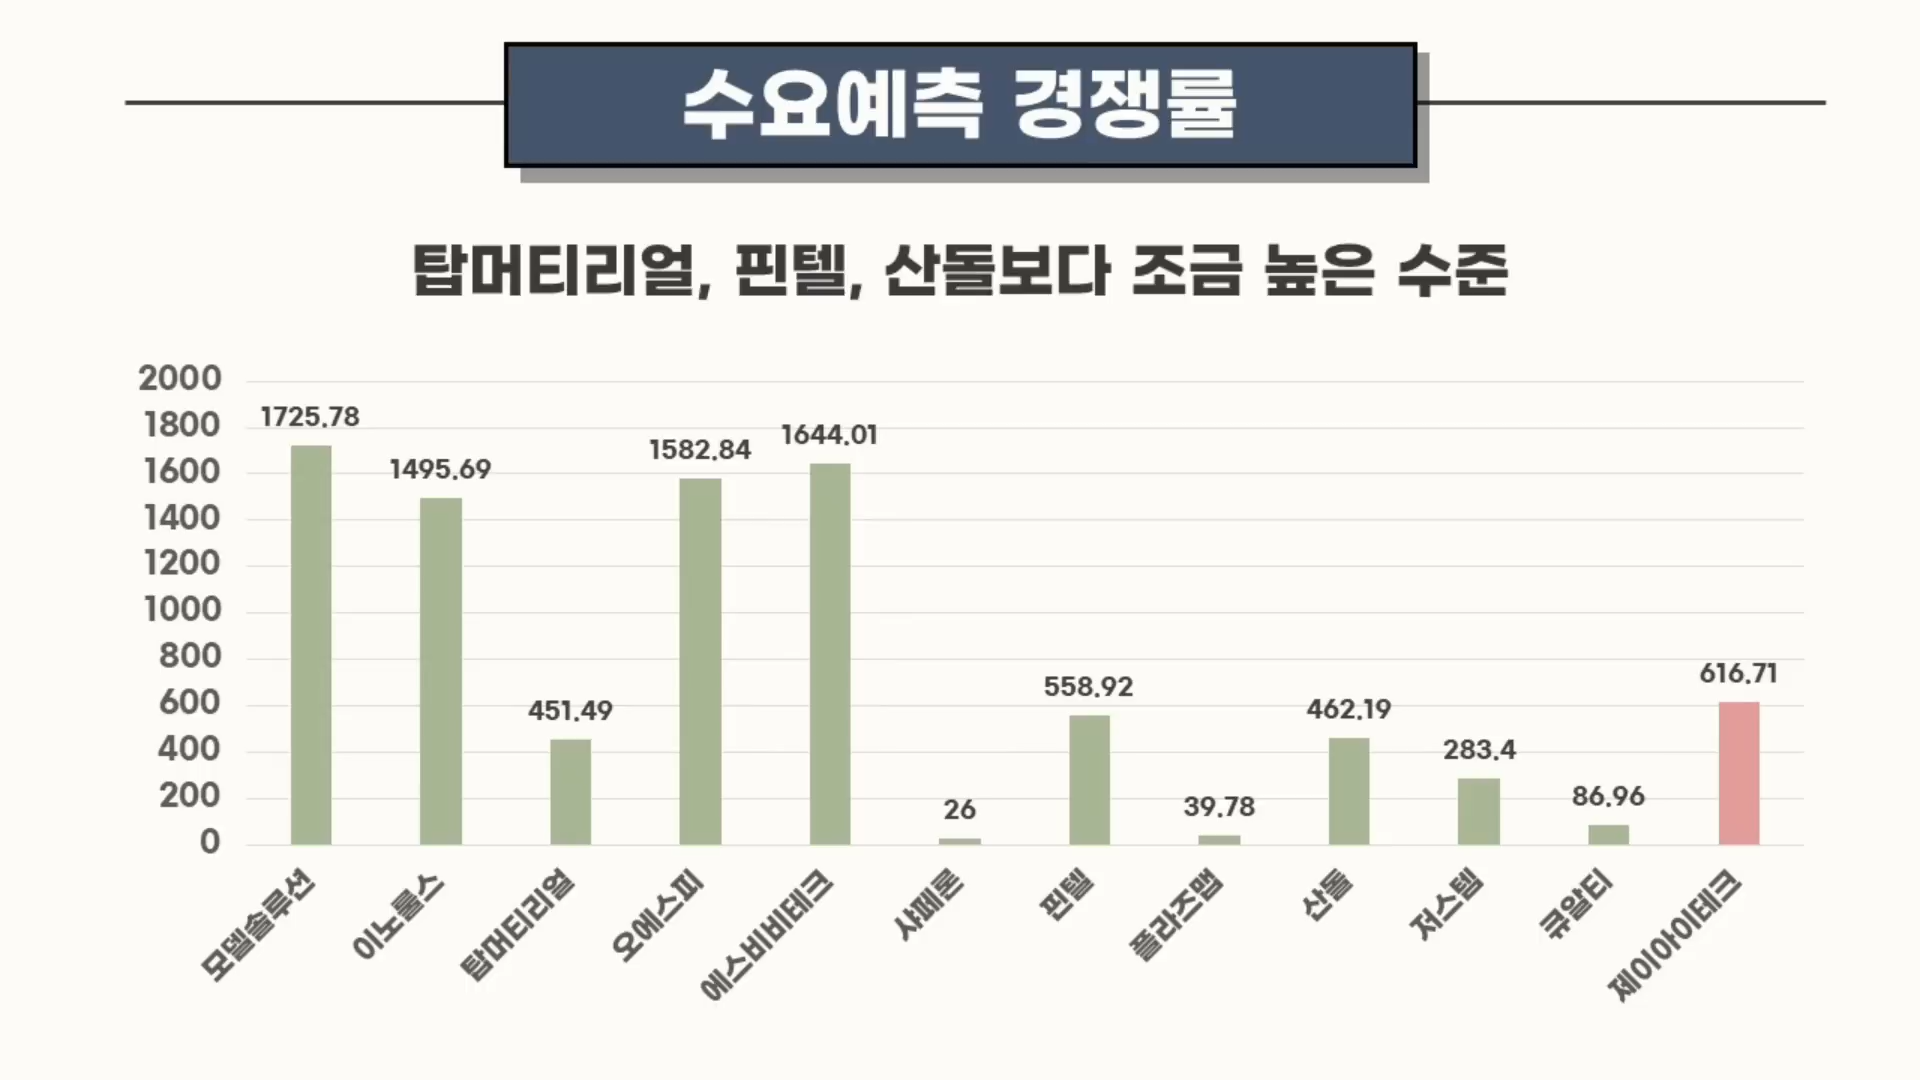 수요예측 경쟁률
탑머티리얼, 핀텔, 산돌보다 조금 높은 수준
2000
1800
1600
1400
1200
1000
800
600
400
200
0
1725.78
1495.69
451.49
1582.84
1644.01
26
558.92
39.78
462.19
283.4
86.96
616.71
모델솔루션
이노룰스
탑머티리얼
오에스피
에스비비테크
샤페론
핀텔
플라즈맵
산돌
저스템
큐알티
제이아이테크